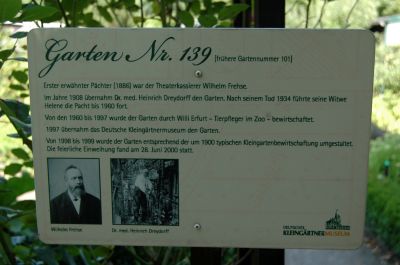 Garten Nr. 139 (frühere Gartennummer 101)
Erster erwähnter Pächter (1886) war der Theaterkassierer Wilhelm Frehse.
Im Jahre 1908 übernahm Dr. med. Heinrich Dreydorff den Garten. Nach seinem Tod 1934 führte seine Witwe
Helene die Pacht bis 1960 fort.
Von den 1960 bis 1997 wurde der Garten durch Willi Erfurt - Tierpfleger im Zoo - bewirtschaftet.
1997 übernahm das Deutsche Kleingärtnermuseum den Garten.
Von 1998 bis 1999 wurde der Garten entsprechend der um 1900 typischen Kleingartenbewirtschaftung umgestaltet.
Die feierliche Einweihung fand am 28. Juni 2000 statt.
Wilhelm Frehse
Dr. med. Heinrich Dreydorff
DEUTSCHES
KLEINGÄRTNERMUSEUM